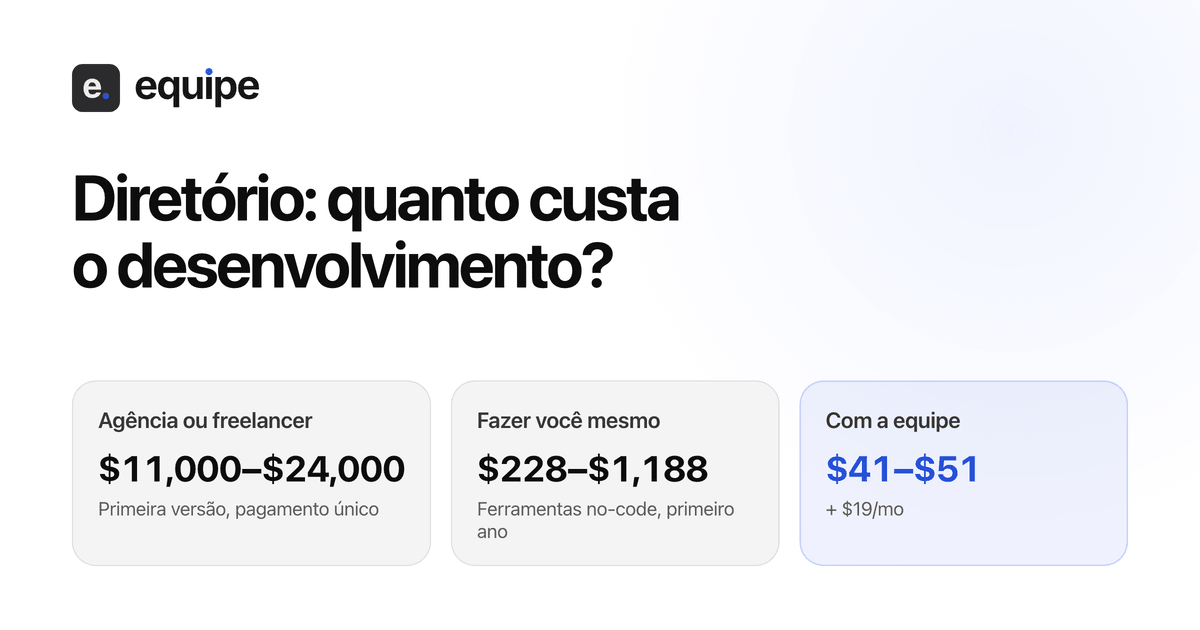 e. equipe
Diretório: quanto custa
o desenvolvimento?
Agência ou freelancer
$11,000–$24,000
Primeira versão, pagamento único
Fazer você mesmo
$228–$1,188
Ferramentas no-code, primeiro
ano
Com a equipe
$41–$51
+ $19/mo